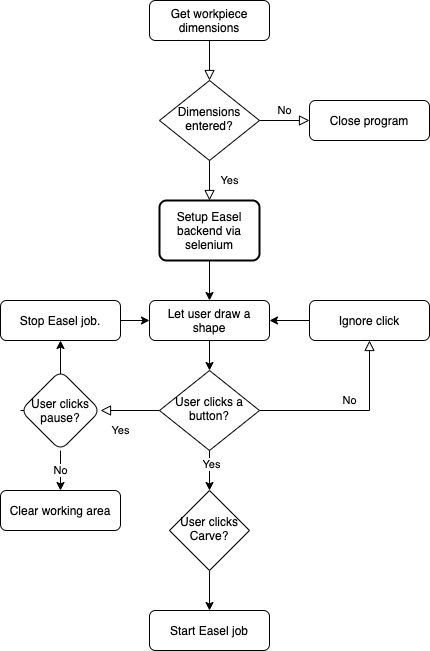 Get workpiece
dimensions
Dimensions
entered?
No
Close program
Yes
Setup Easel
backend via
selenium
Stop Easel job.
Let user draw a
shape
Ignore click
User clicks
pause?
User clicks a
button?
No
Yes
Yes
No
Clear working area
User clicks
Carve?
Start Easel job